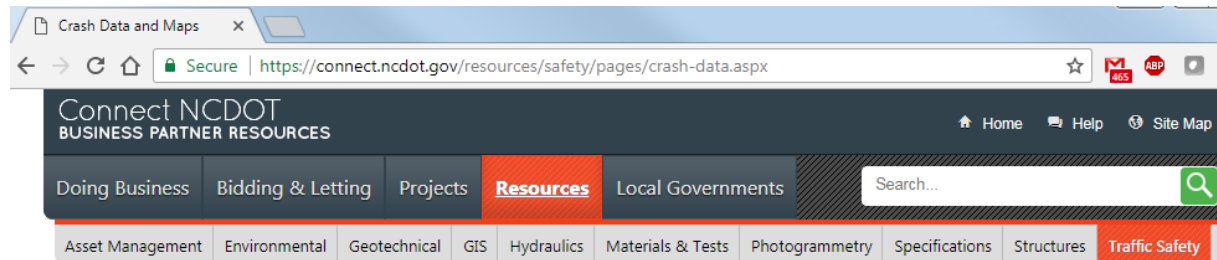 Crash Data and Maps
Secure https://connect.ncdot.gov/resources/safety/pages/crash-data.aspx 465 ABP
Connect NCDOT
BUSINESS PARTNER RESOURCES
Home Help Site Map
Doing Business Bidding & Letting Projects Resources Local Governments Search...
Asset Management Environmental Geotechnical GIS Hydraulics Materials & Tests Photogrammetry Specifications Structures Traffic Safety